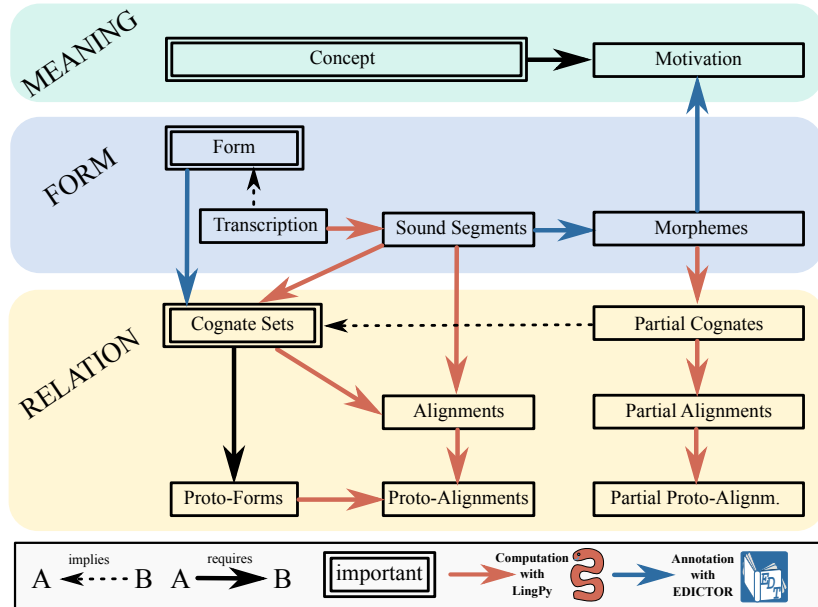 MEANING
Concept
Motivation
FORM
Form
Transcription
Sound Segments
Morphemes
RELATION
Cognate Sets
Partial Cognates
Alignments
Partial Alignments
Proto-Forms
Proto-Alignments
Partial Proto-Alignm.
A implies B
A requires B
important
Computation
with
LingPy
Annotation
with
EDICTOR
EDT